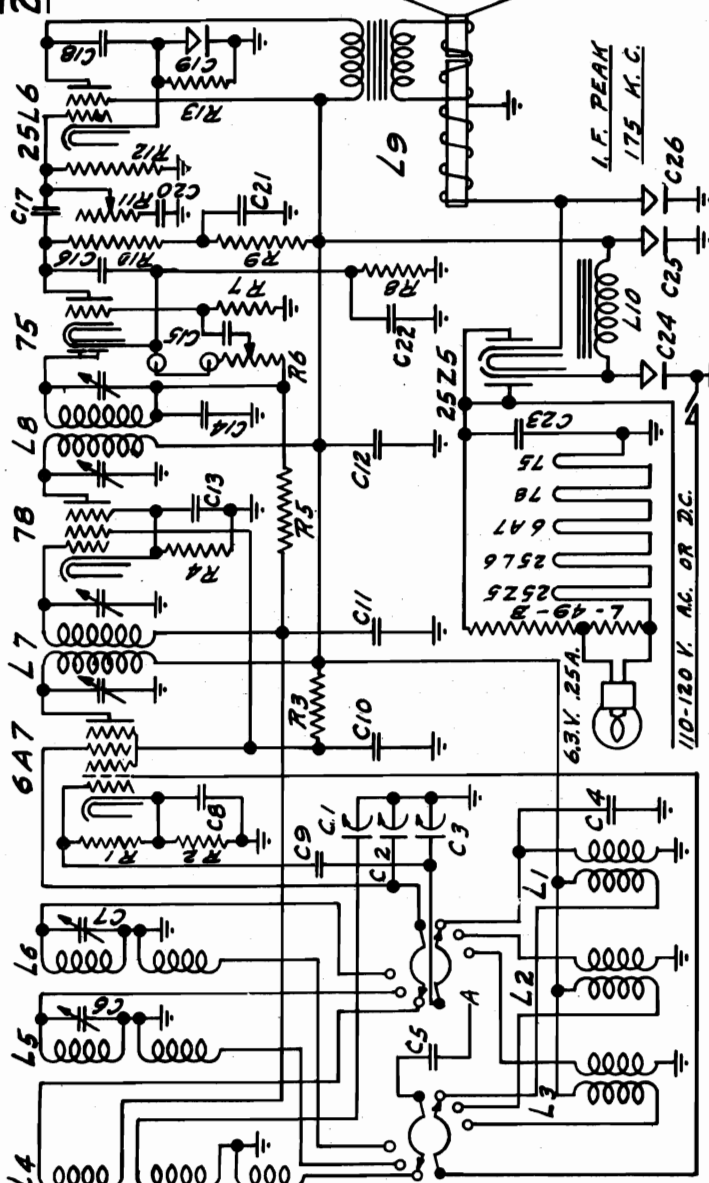 L4
L5
L6
6A7
L7
78
L8
75
C17
25L6
C6
C7
R1
R2
C8
C9
C.1
C2
C3
R3
C10
C11
R4
C13
R5
C12
C14
C15
R6
R7
C16
R10
R9
R11
C20
C21
R12
R13
C18
C19
R8
C22
L9
I.F. PEAK
175 K.C.
C5
A
L3
L2
L1
C4
6.3.V. .25A.
L-49-B
25Z5
25L6
6A7
78
75
C23
25Z5
L10
C24
C25
C26
110-120 V. A.C. OR D.C.